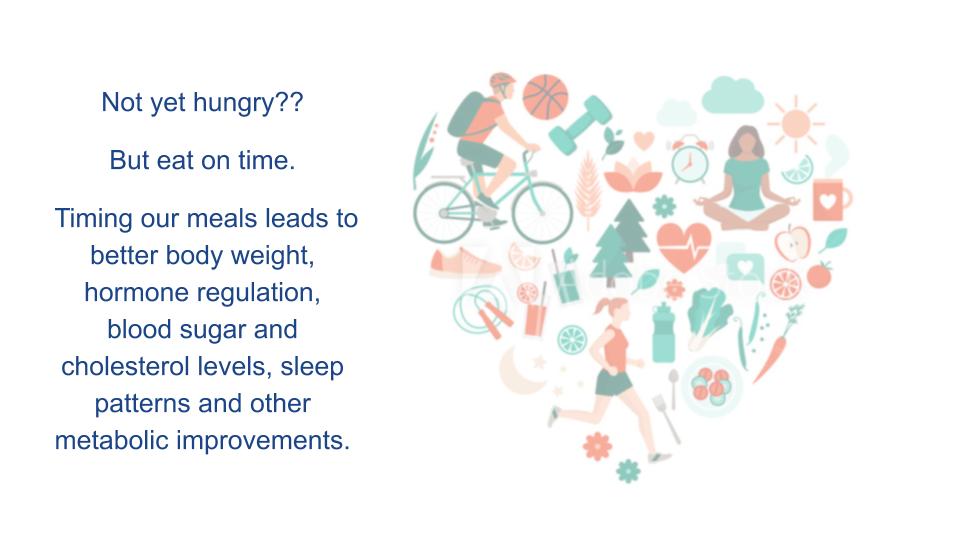 Not yet hungry??
But eat on time.
Timing our meals leads to
better body weight,
hormone regulation,
blood sugar and
cholesterol levels, sleep
patterns and other
metabolic improvements.